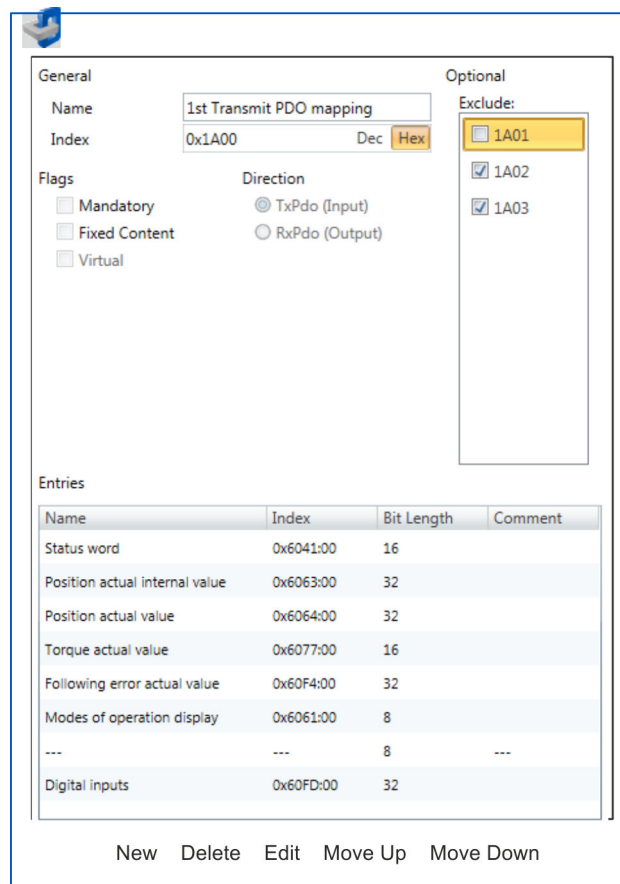 General
Optional
Name 1st Transmit PDO mapping
Exclude:
Index 0x1A00 Dec Hex
1A01
Flags Direction
1A02
Mandatory TxPdo (Input)
1A03
Fixed Content RxPdo (Output)
Virtual
Entries
Name Index Bit Length Comment
Status word 0x6041:00 16
Position actual internal value 0x6063:00 32
Position actual value 0x6064:00 32
Torque actual value 0x6077:00 16
Following error actual value 0x60F4:00 32
Modes of operation display 0x6061:00 8
--- --- 8 ---
Digital inputs 0x60FD:00 32
New Delete Edit Move Up Move Down